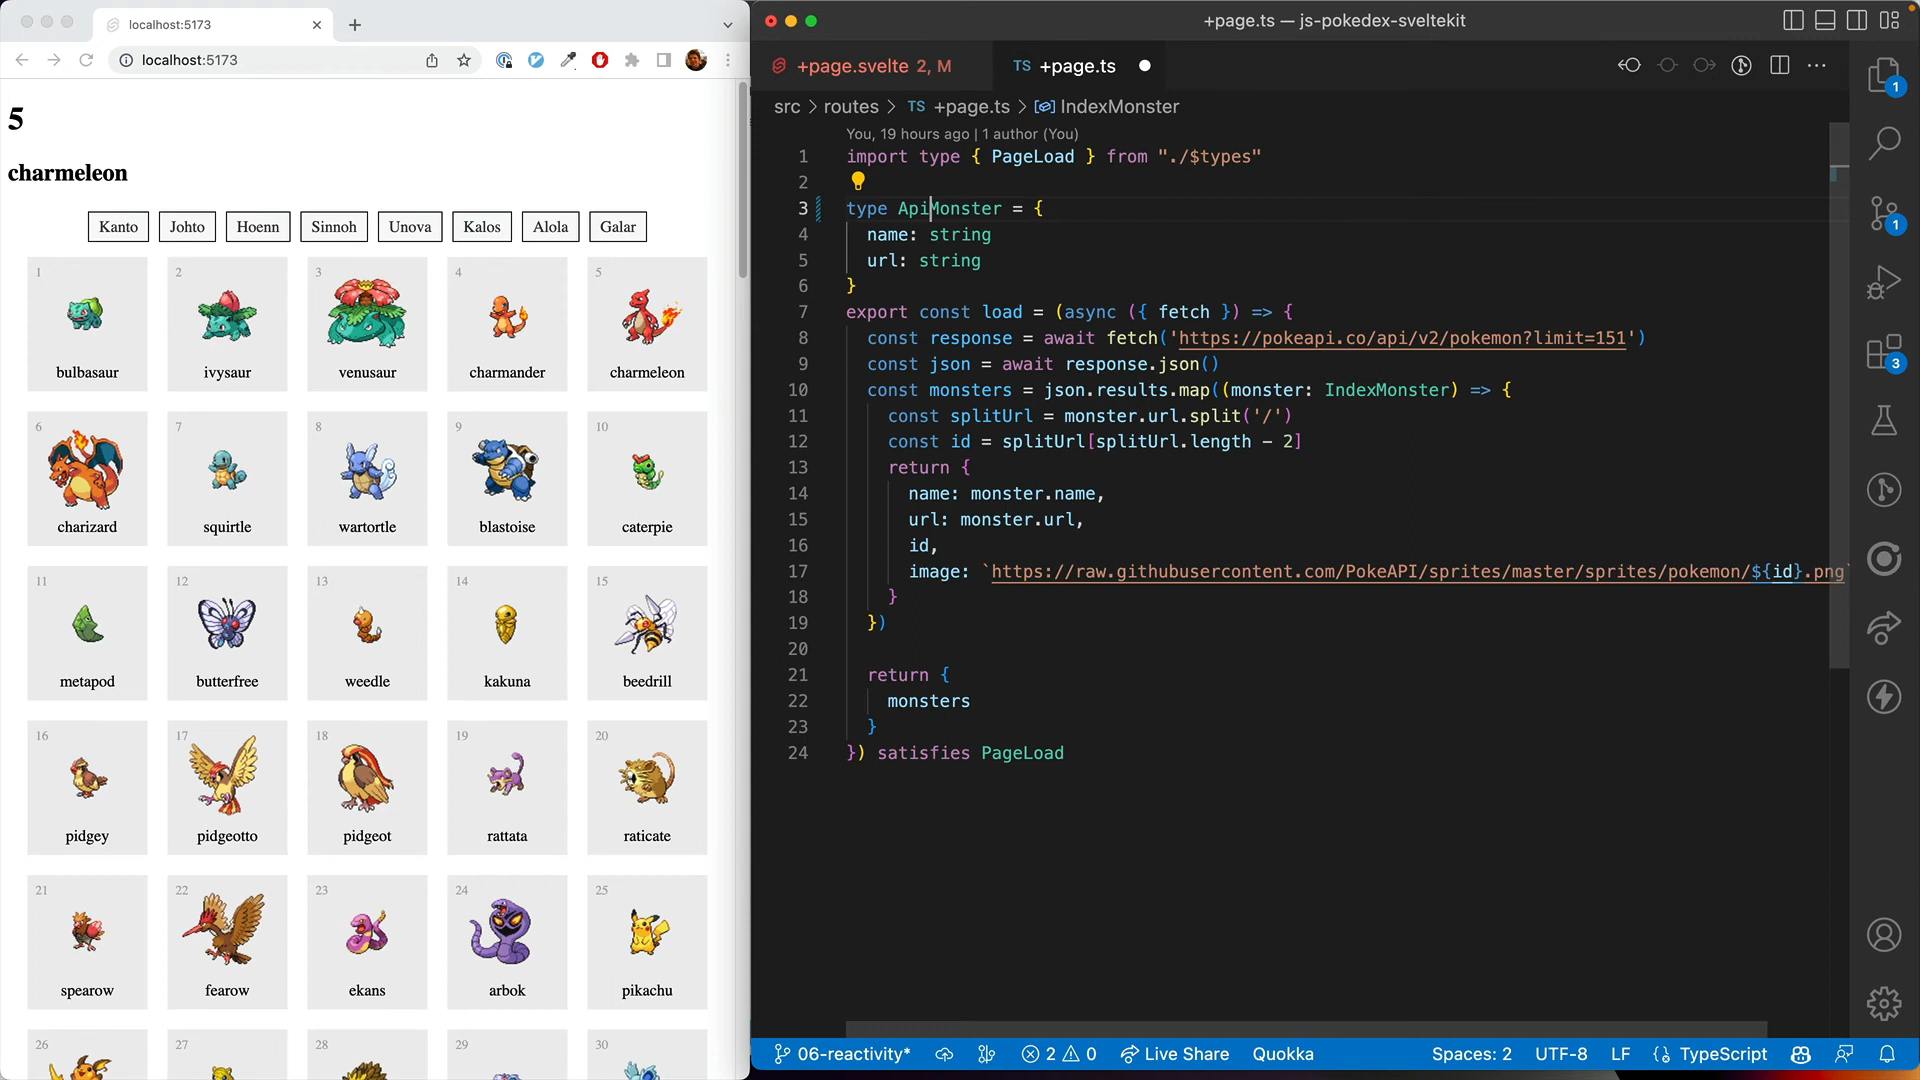 localhost:5173
localhost:5173
5
charmeleon
Kanto
Johto
Hoenn
Sinnoh
Unova
Kalos
Alola
Galar
1
bulbasaur
2
ivysaur
3
venusaur
4
charmander
5
charmeleon
6
charizard
7
squirtle
8
wartortle
9
blastoise
10
caterpie
11
metapod
12
butterfree
13
weedle
14
kakuna
15
beedrill
16
pidgey
17
pidgeotto
18
pidgeot
19
rattata
20
raticate
21
spearow
22
fearow
23
ekans
24
arbok
25
pikachu
26
27
28
29
30
+page.ts — js-pokedex-sveltekit
+page.svelte 2, M
TS +page.ts
src > routes > TS +page.ts > IndexMonster
You, 19 hours ago | 1 author (You)
1 import type { PageLoad } from "./$types"
2
3 type ApiMonster = {
4 name: string
5 url: string
6 }
7 export const load = (async ({ fetch }) => {
8 const response = await fetch('https://pokeapi.co/api/v2/pokemon?limit=151')
9 const json = await response.json()
10 const monsters = json.results.map((monster: IndexMonster) => {
11 const splitUrl = monster.url.split('/')
12 const id = splitUrl[splitUrl.length - 2]
13 return {
14 name: monster.name,
15 url: monster.url,
16 id,
17 image: `https://raw.githubusercontent.com/PokeAPI/sprites/master/sprites/pokemon/${id}.png`
18 }
19 })
20
21 return {
22 monsters
23 }
24 }) satisfies PageLoad
1
1
3
06-reactivity*
2
0
Live Share
Quokka
Spaces: 2
UTF-8
LF
TypeScript